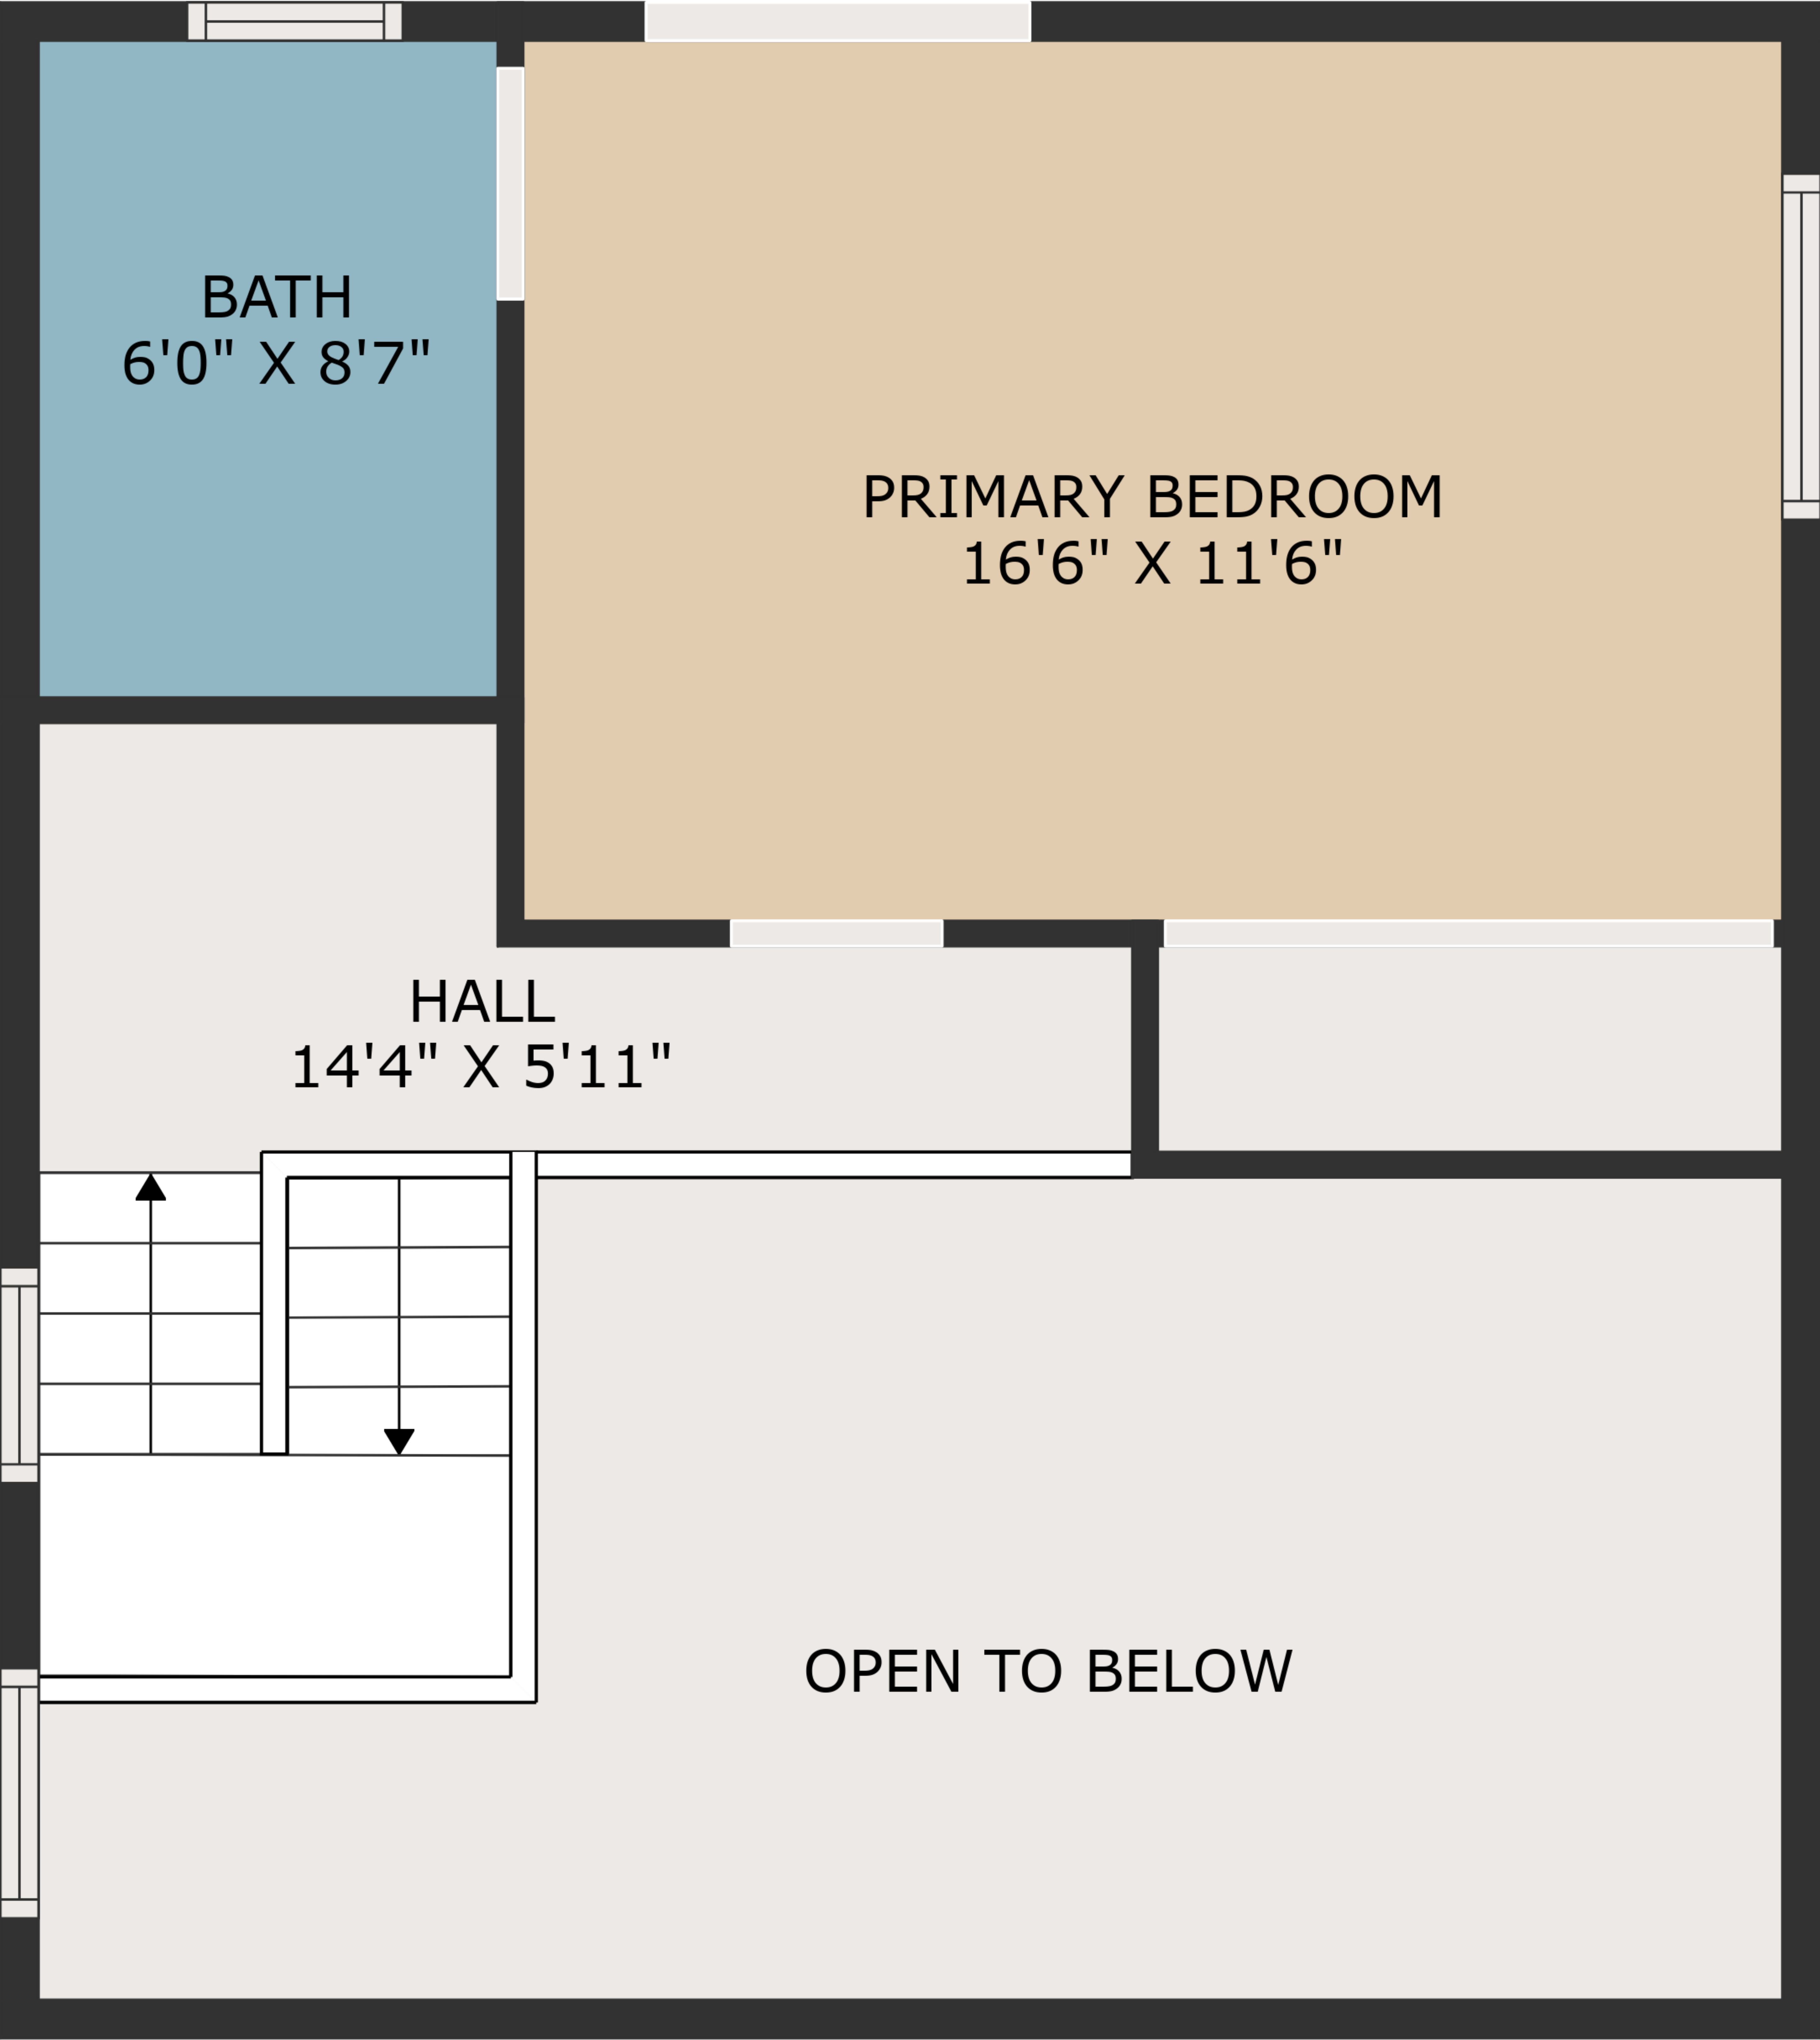 BATH
6'0" X 8'7"
PRIMARY BEDROOM
16'6" X 11'6"
HALL
14'4" X 5'11"
OPEN TO BELOW